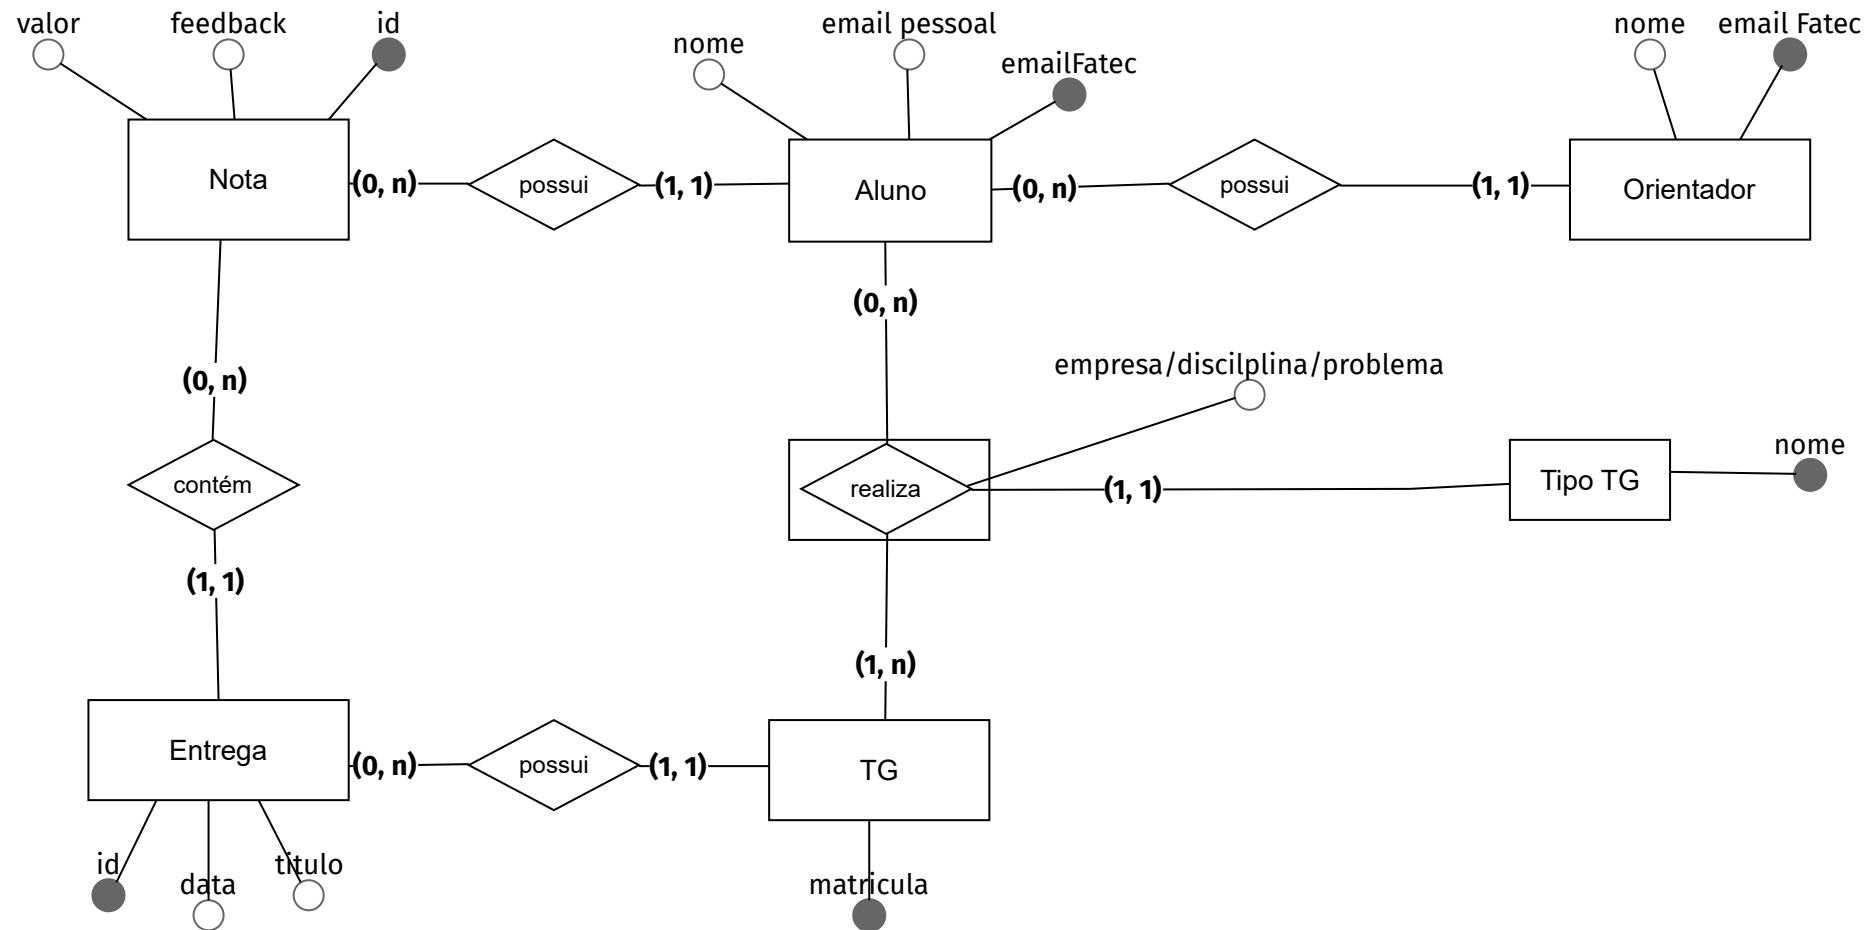 valor
feedback
id
nome
email pessoal
emailFatec
nome
email Fatec
Nota
(0, n)
possui
(1, 1)
Aluno
(0, n)
possui
(1, 1)
Orientador
(0, n)
(0, n)
empresa/discilplina/problema
contém
realiza
(1, 1)
Tipo TG
nome
(1, 1)
(1, n)
Entrega
(0, n)
possui
(1, 1)
TG
id
data
titulo
matricula